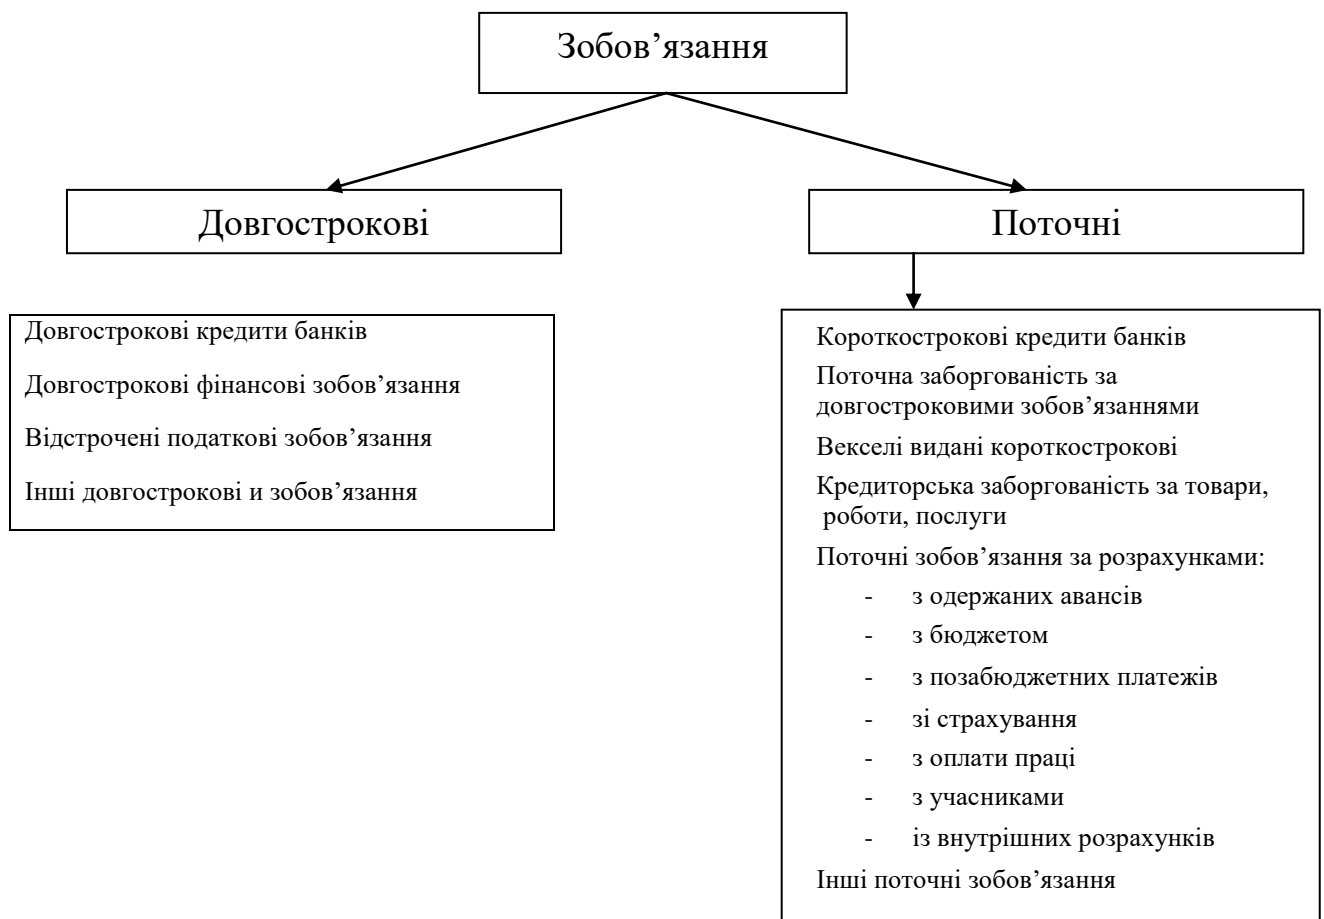 Зобов’язання
Довгострокові
Поточні
Довгострокові кредити банків
Довгострокові фінансові зобов’язання
Відстрочені податкові зобов’язання
Інші довгострокові и зобов’язання
Короткострокові кредити банків
Поточна заборгованість за
довгостроковими зобов’язаннями
Векселі видані короткострокові
Кредиторська заборгованість за товари,
роботи, послуги
Поточні зобов’язання за розрахунками:
- з одержаних авансів
- з бюджетом
- з позабюджетних платежів
- зі страхування
- з оплати праці
- з учасниками
- із внутрішних розрахунків
Інші поточні зобов’язання